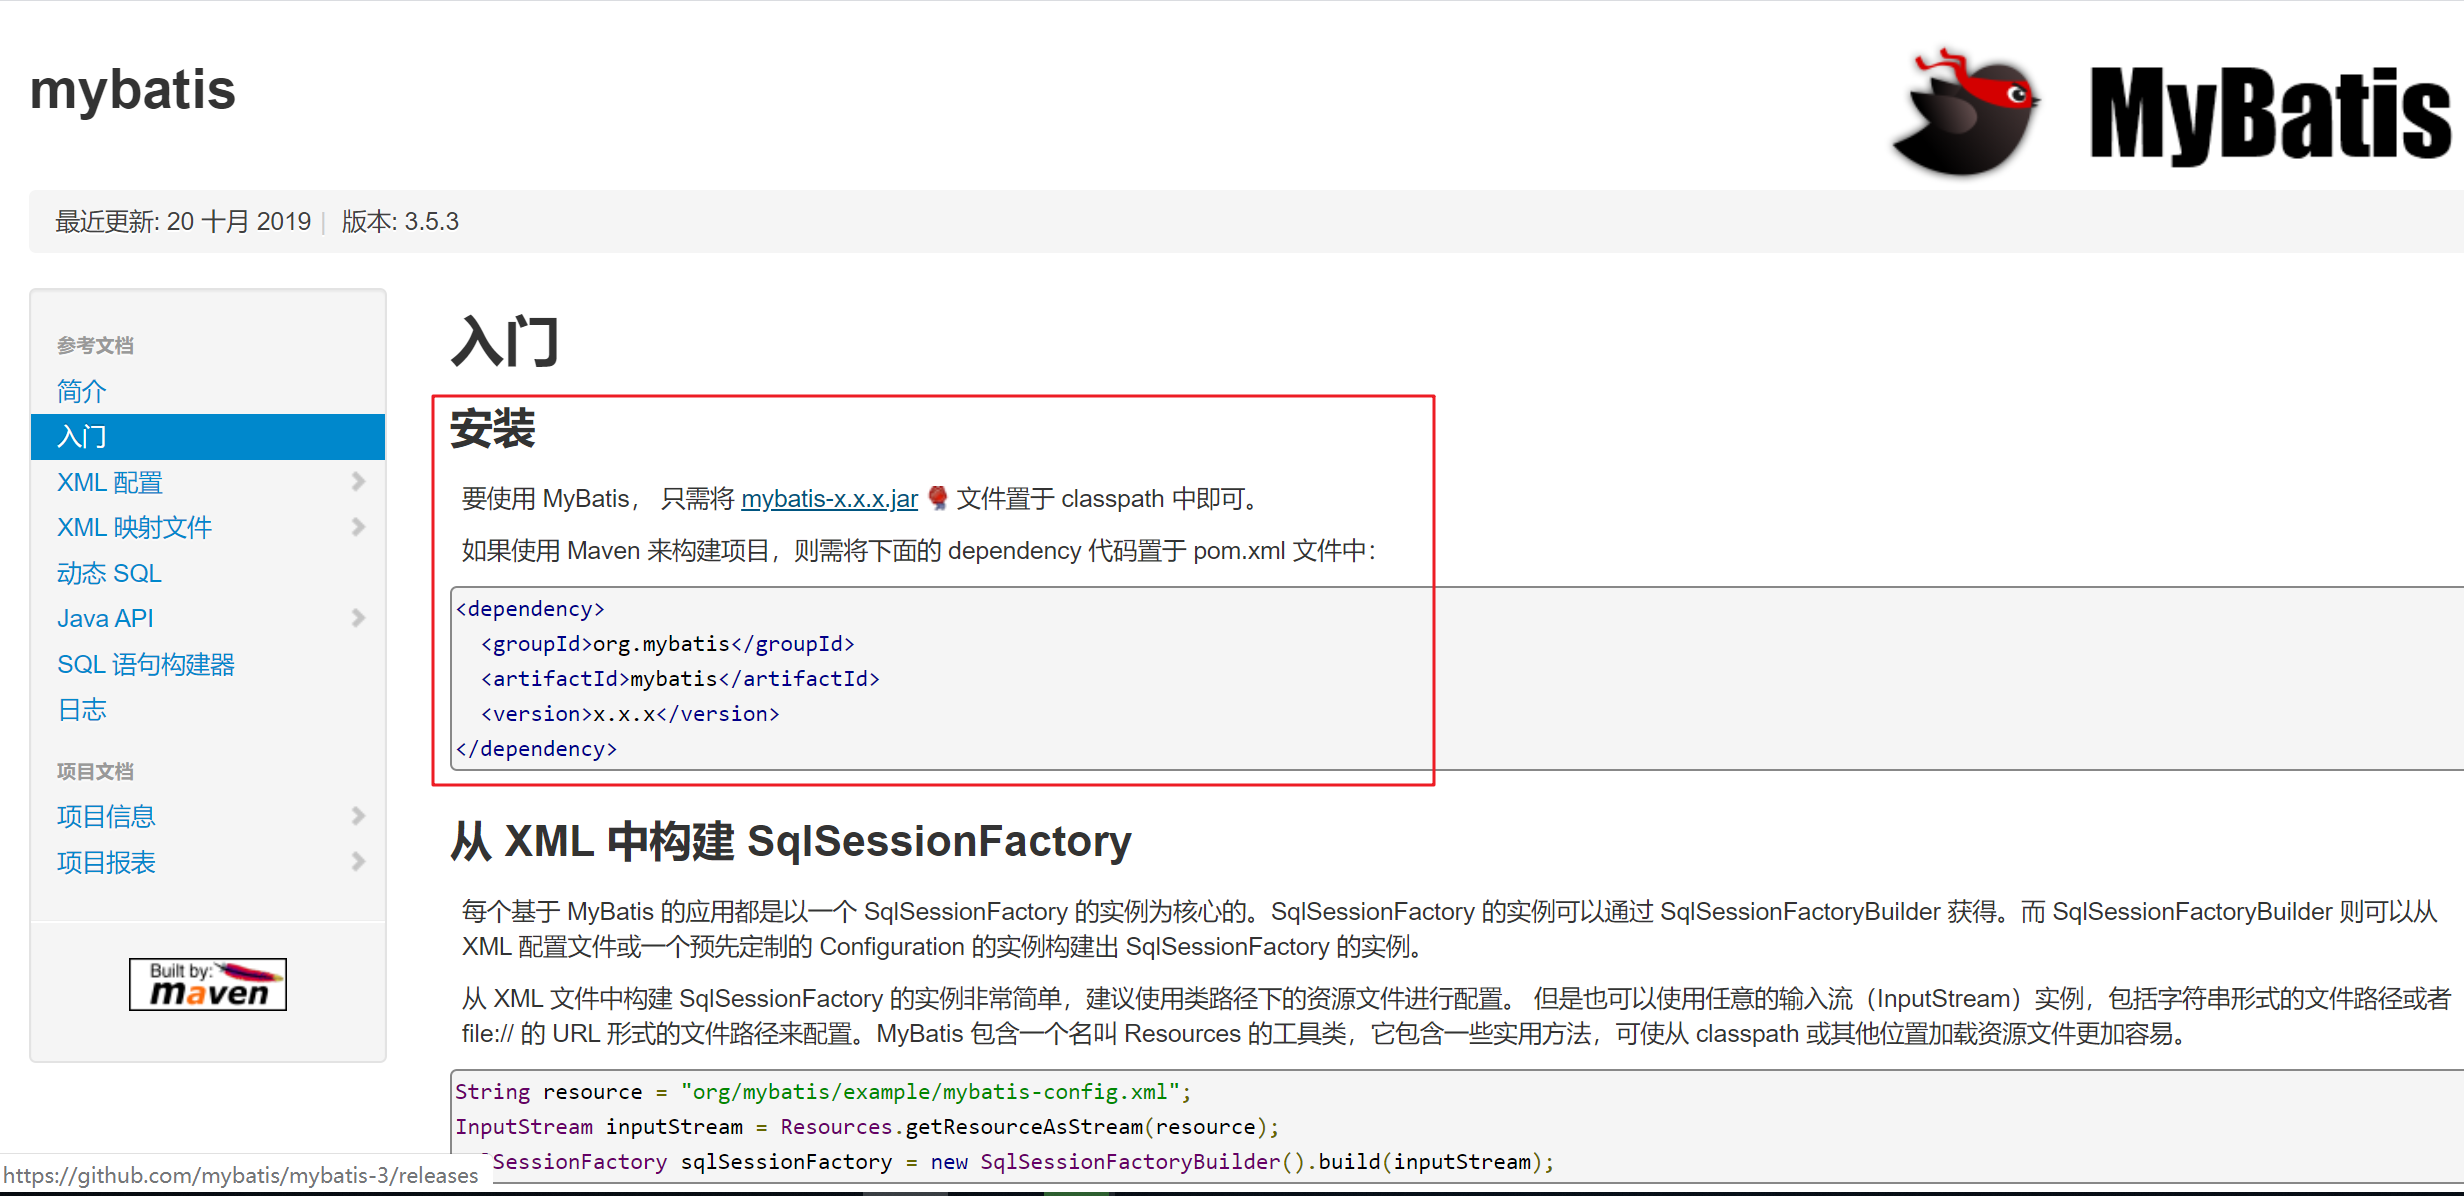 mybatis
MyBatis
最近更新: 20 十月 2019 | 版本: 3.5.3
参考文档
简介
入门
XML 配置
XML 映射文件
动态 SQL
Java API
SQL 语句构建器
日志
项目文档
项目信息
项目报表
Built by:
maven
入门
安装
要使用 MyBatis， 只需将 mybatis-x.x.x.jar 文件置于 classpath 中即可。
如果使用 Maven 来构建项目，则需将下面的 dependency 代码置于 pom.xml 文件中：
<dependency>
  <groupId>org.mybatis</groupId>
  <artifactId>mybatis</artifactId>
  <version>x.x.x</version>
</dependency>
从 XML 中构建 SqlSessionFactory
每个基于 MyBatis 的应用都是以一个 SqlSessionFactory 的实例为核心的。SqlSessionFactory 的实例可以通过 SqlSessionFactoryBuilder 获得。而 SqlSessionFactoryBuilder 则可以从
XML 配置文件或一个预先定制的 Configuration 的实例构建出 SqlSessionFactory 的实例。
从 XML 文件中构建 SqlSessionFactory 的实例非常简单，建议使用类路径下的资源文件进行配置。 但是也可以使用任意的输入流（InputStream）实例，包括字符串形式的文件路径或者
file:// 的 URL 形式的文件路径来配置。MyBatis 包含一个名叫 Resources 的工具类，它包含一些实用方法，可使从 classpath 或其他位置加载资源文件更加容易。
String resource = "org/mybatis/example/mybatis-config.xml";
InputStream inputStream = Resources.getResourceAsStream(resource);
SessionFactory sqlSessionFactory = new SqlSessionFactoryBuilder().build(inputStream);
https://github.com/mybatis/mybatis-3/releases